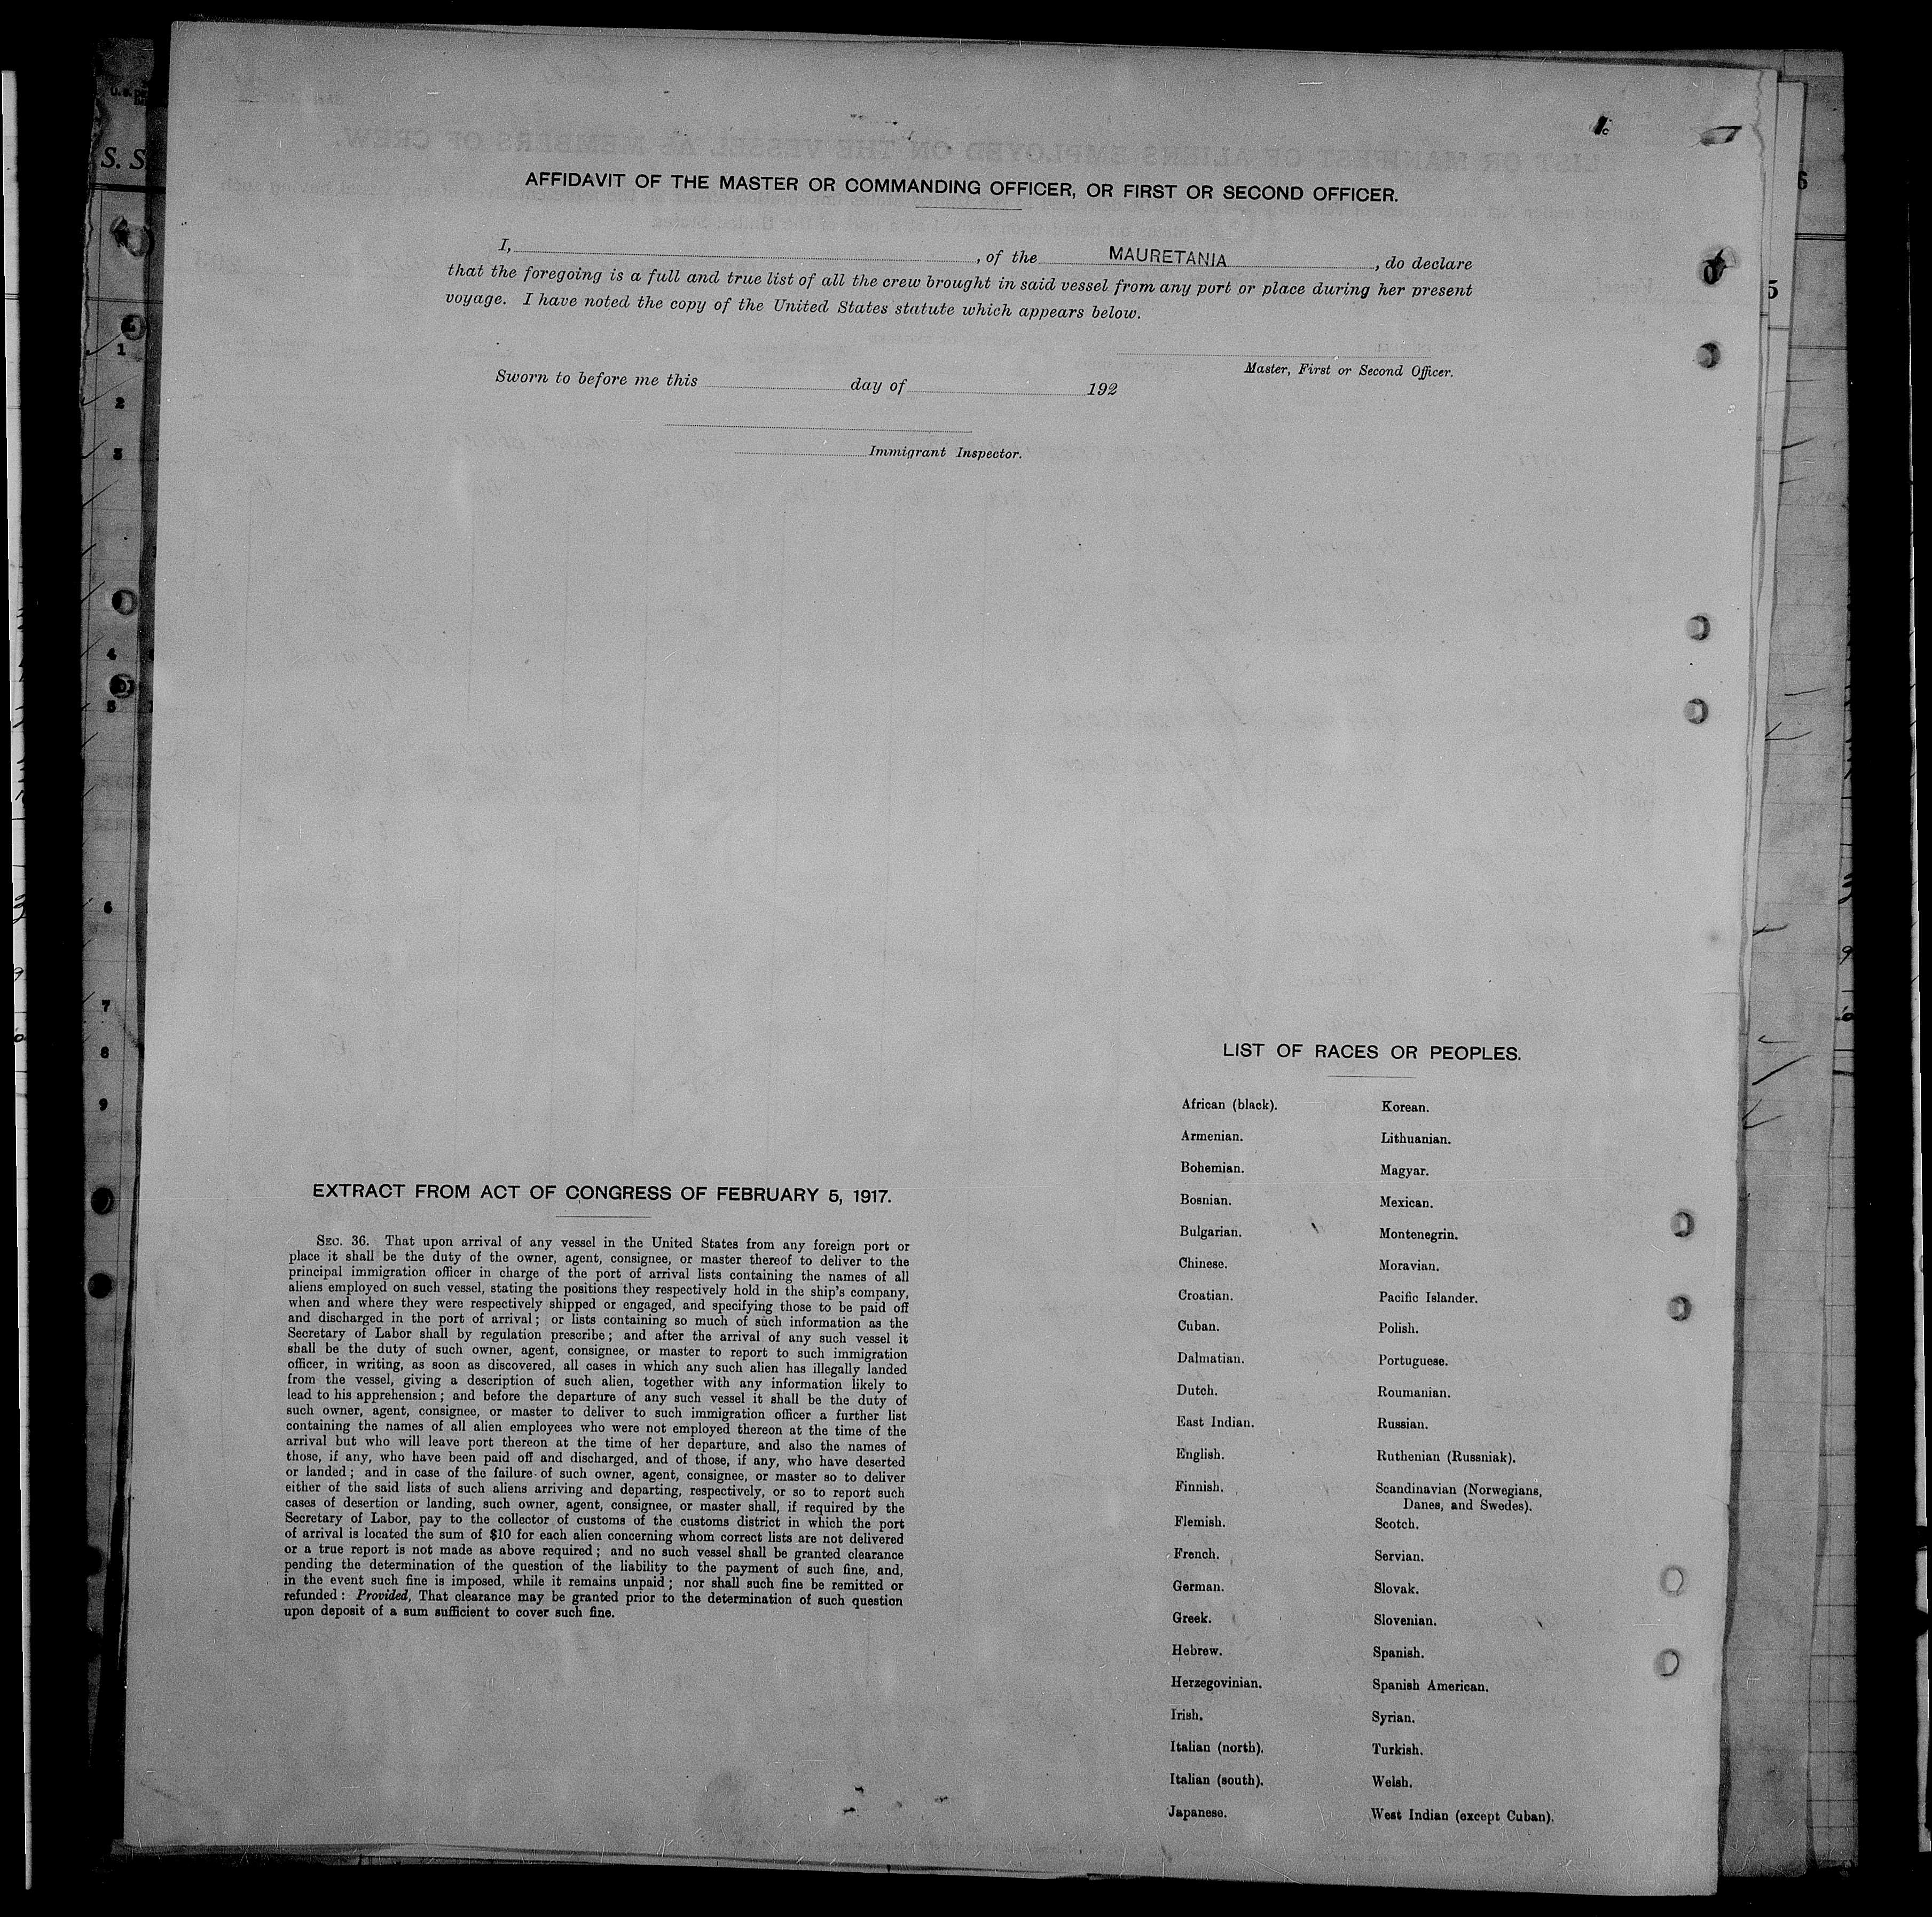 AFFIDAVIT OF THE MASTER OR COMMANDING OFFICER, OR FIRST OR SECOND OFFICER.
I, , of the MAURETANIA , do declare
that the foregoing is a full and true list of all the crew brought in said vessel from any port or place during her present
voyage. I have noted the copy of the United States statute which appears below.
Master, First or Second Officer.
Sworn to before me this day of 192
Immigrant Inspector.
EXTRACT FROM ACT OF CONGRESS OF FEBRUARY 5, 1917.
SEC. 36. That upon arrival of any vessel in the United States from any foreign port or
place it shall be the duty of the owner, agent, consignee, or master thereof to deliver to the
principal immigration officer in charge of the port of arrival lists containing the names of all
aliens employed on such vessel, stating the positions they respectively hold in the ship's company,
when and where they were respectively shipped or engaged, and specifying those to be paid off
and discharged in the port of arrival; or lists containing so much of such information as the
Secretary of Labor shall by regulation prescribe; and after the arrival of any such vessel it
shall be the duty of such owner, agent, consignee, or master to report to such immigration
officer, in writing, as soon as discovered, all cases in which any such alien has illegally landed
from the vessel, giving a description of such alien, together with any information likely to
lead to his apprehension; and before the departure of any such vessel it shall be the duty of
such owner, agent, consignee, or master to deliver to such immigration officer a further list
containing the names of all alien employees who were not employed thereon at the time of the
arrival but who will leave port thereon at the time of her departure, and also the names of
those, if any, who have been paid off and discharged, and of those, if any, who have deserted
or landed; and in case of the failure of such owner, agent, consignee, or master so to deliver
either of the said lists of such aliens arriving and departing, respectively, or so to report such
cases of desertion or landing, such owner, agent, consignee, or master shall, if required by the
Secretary of Labor, pay to the collector of customs of the customs district in which the port
of arrival is located the sum of $10 for each alien concerning whom correct lists are not delivered
or a true report is not made as above required; and no such vessel shall be granted clearance
pending the determination of the question of the liability to the payment of such fine, and,
in the event such fine is imposed, while it remains unpaid; nor shall such fine be remitted or
refunded: Provided, That clearance may be granted prior to the determination of such question
upon deposit of a sum sufficient to cover such fine.
LIST OF RACES OR PEOPLES.
African (black).
Armenian.
Bohemian.
Bosnian.
Bulgarian.
Chinese.
Croatian.
Cuban.
Dalmatian.
Dutch.
East Indian.
English.
Finnish.
Flemish.
French.
German.
Greek.
Hebrew.
Herzegovinian.
Irish.
Italian (north).
Italian (south).
Japanese.
Korean.
Lithuanian.
Magyar.
Mexican.
Montenegrin.
Moravian.
Pacific Islander.
Polish.
Portuguese.
Roumanian.
Russian.
Ruthenian (Russniak).
Scandinavian (Norwegians,
Danes, and Swedes).
Scotch.
Servian.
Slovak.
Slovenian.
Spanish.
Spanish American.
Syrian.
Turkish.
Welsh.
West Indian (except Cuban).
S. S
1
2
3
4
5
6
7
8
9
5
6